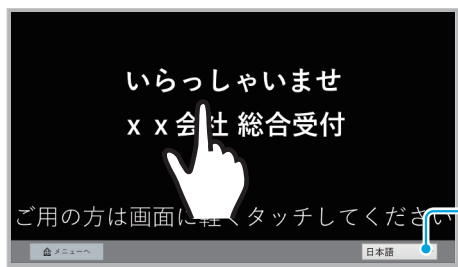 いらっしゃいませ
x x会社 総合受付
ご用の方は画面に軽くタッチしてください
メニューへ
日本語